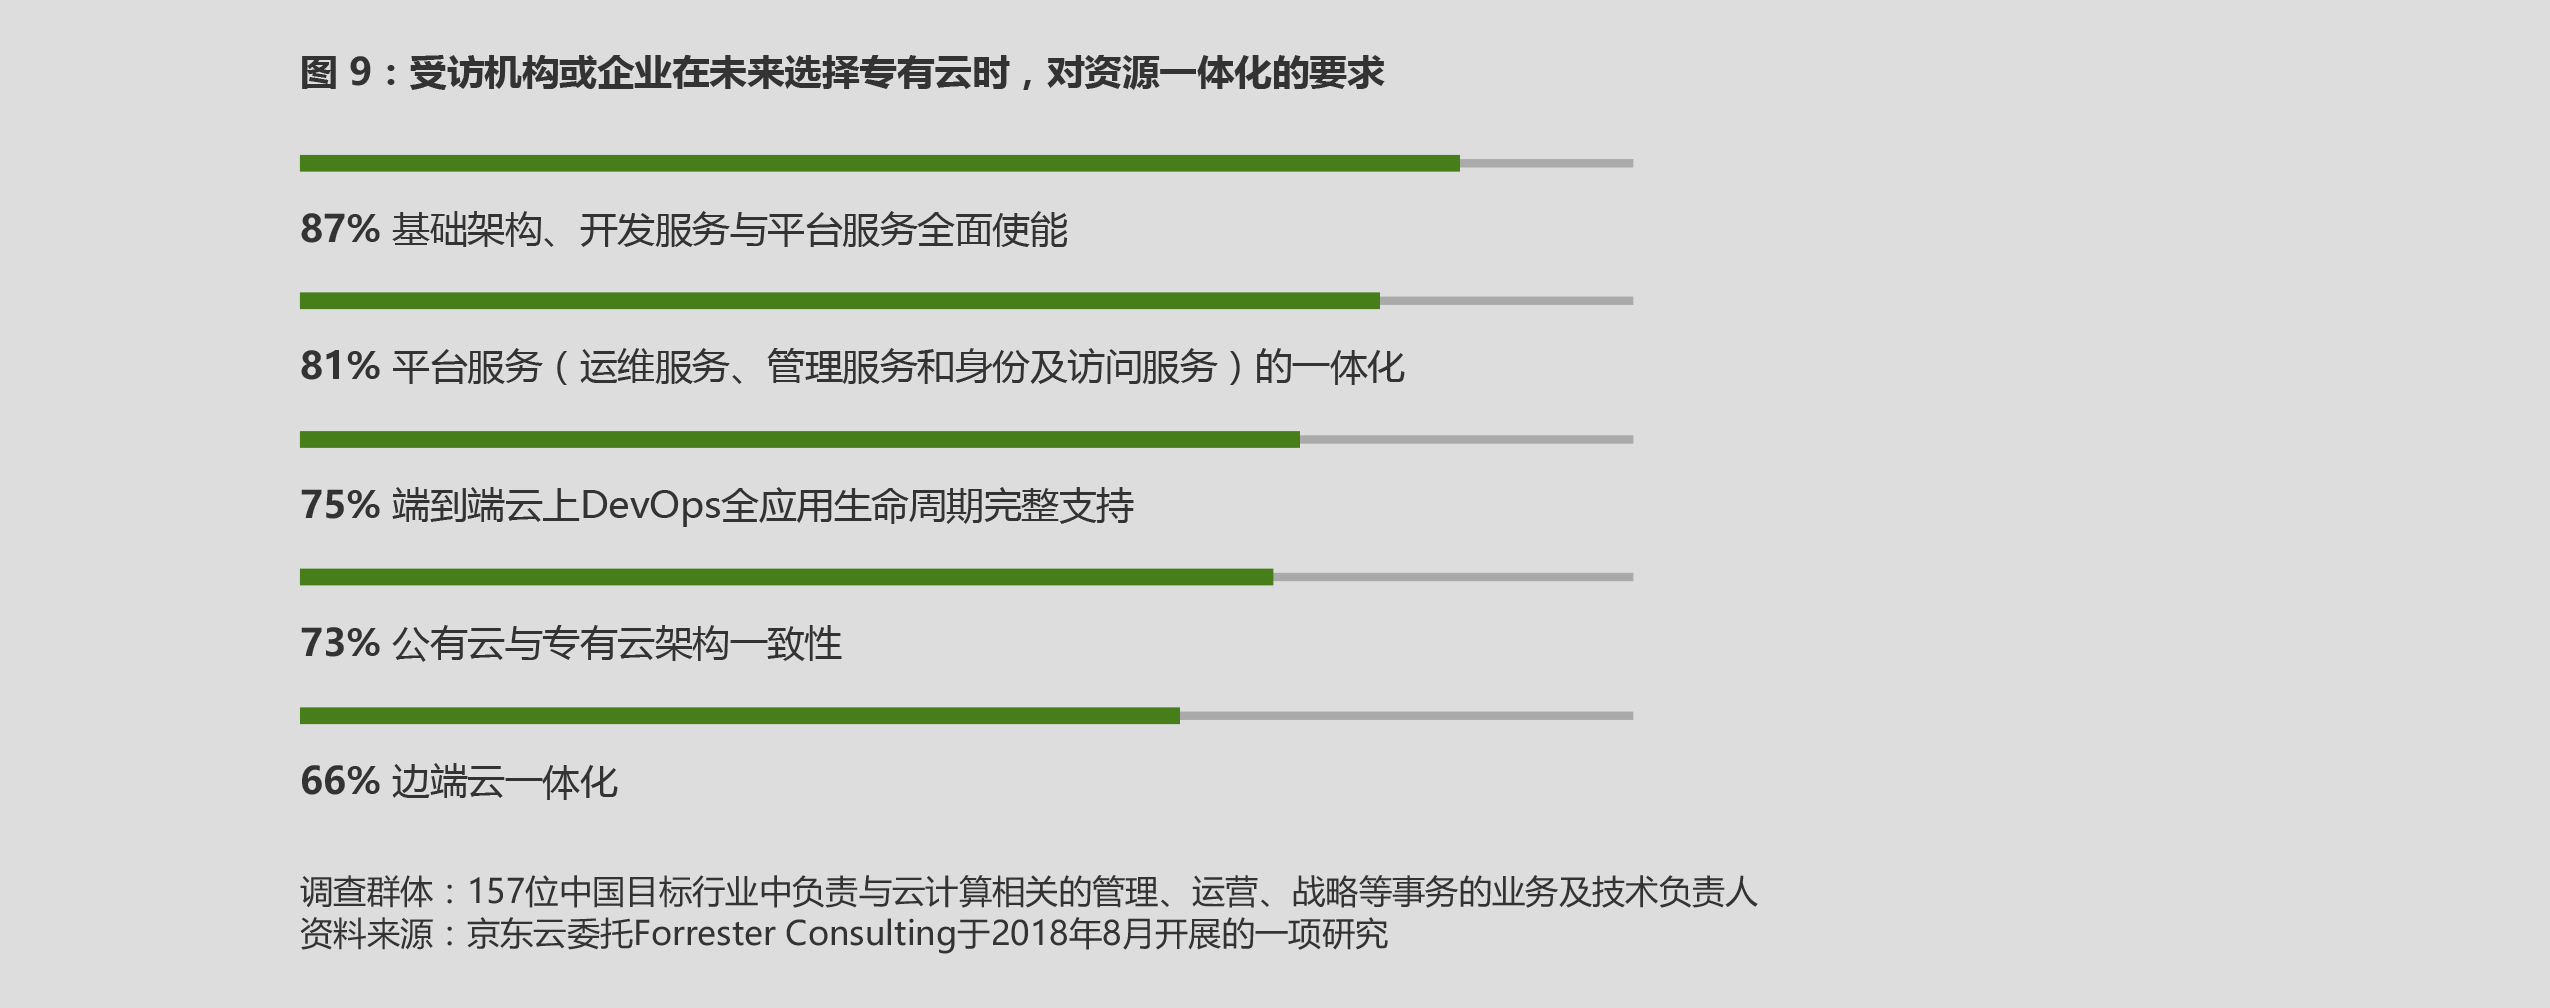 图 9：受访机构或企业在未来选择专有云时，对资源一体化的要求
87% 基础架构、开发服务与平台服务全面使能
81% 平台服务（运维服务、管理服务和身份及访问服务）的一体化
75% 端到端云上DevOps全应用生命周期完整支持
73% 公有云与专有云架构一致性
66% 边端云一体化
调查群体：157位中国目标行业中负责与云计算相关的管理、运营、战略等事务的业务及技术负责人
资料来源：京东云委托Forrester Consulting于2018年8月开展的一项研究